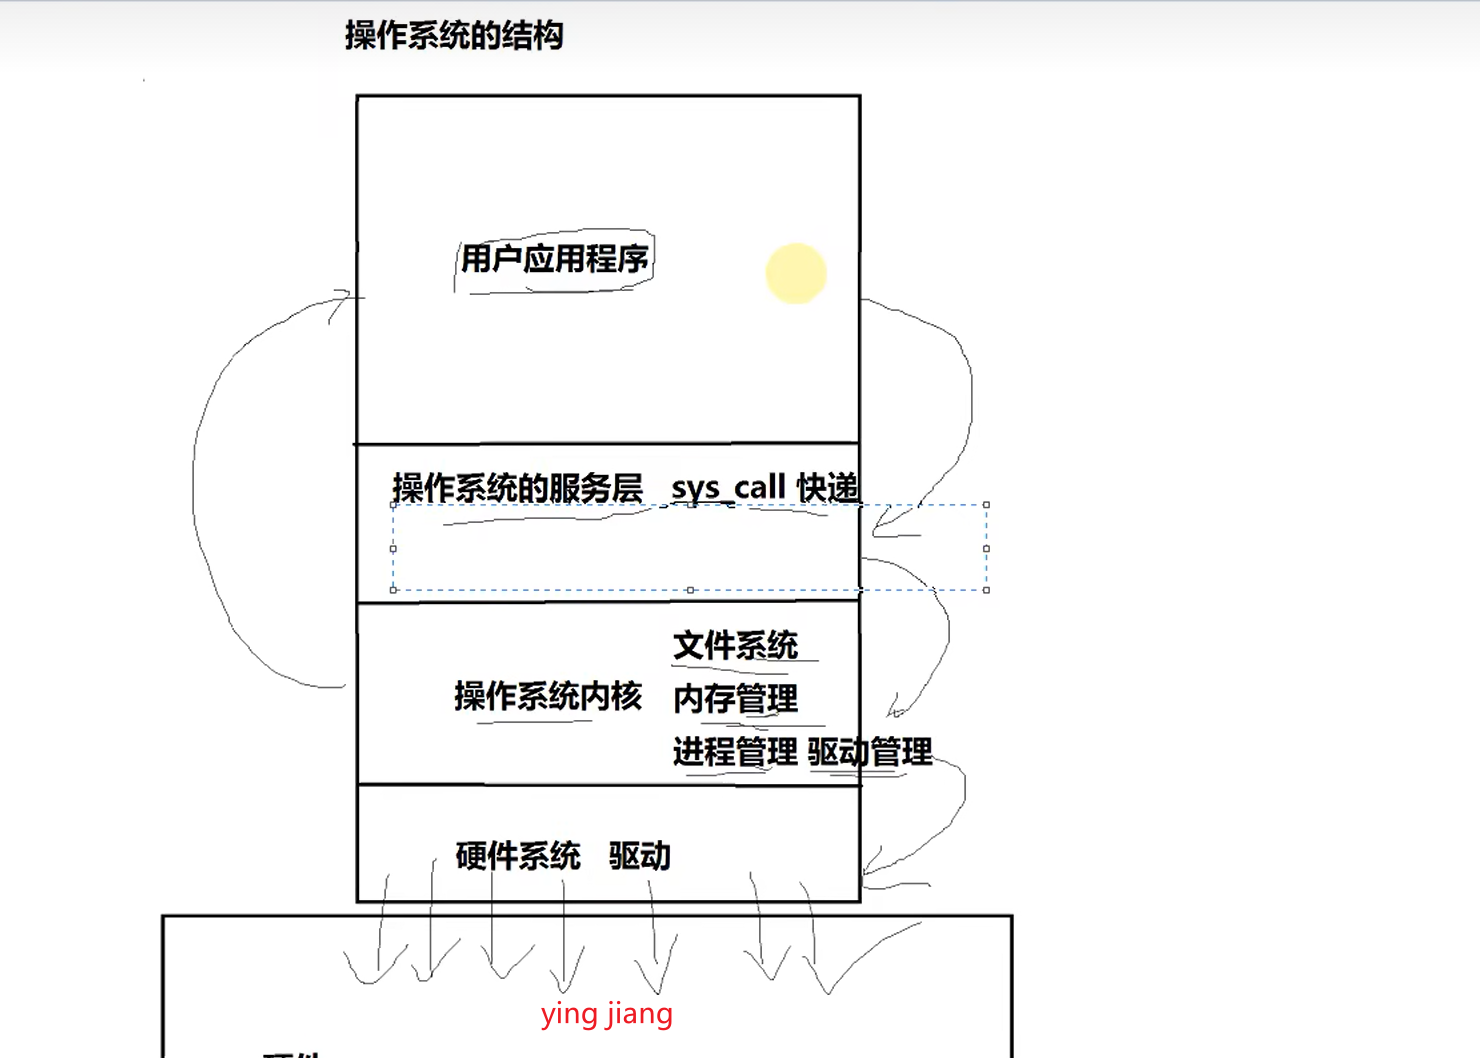 操作系统的结构
用户应用程序
操作系统的服务层 sys_call 快递
文件系统
操作系统内核 内存管理
进程管理 驱动管理
硬件系统 驱动
ying jiang
硬件